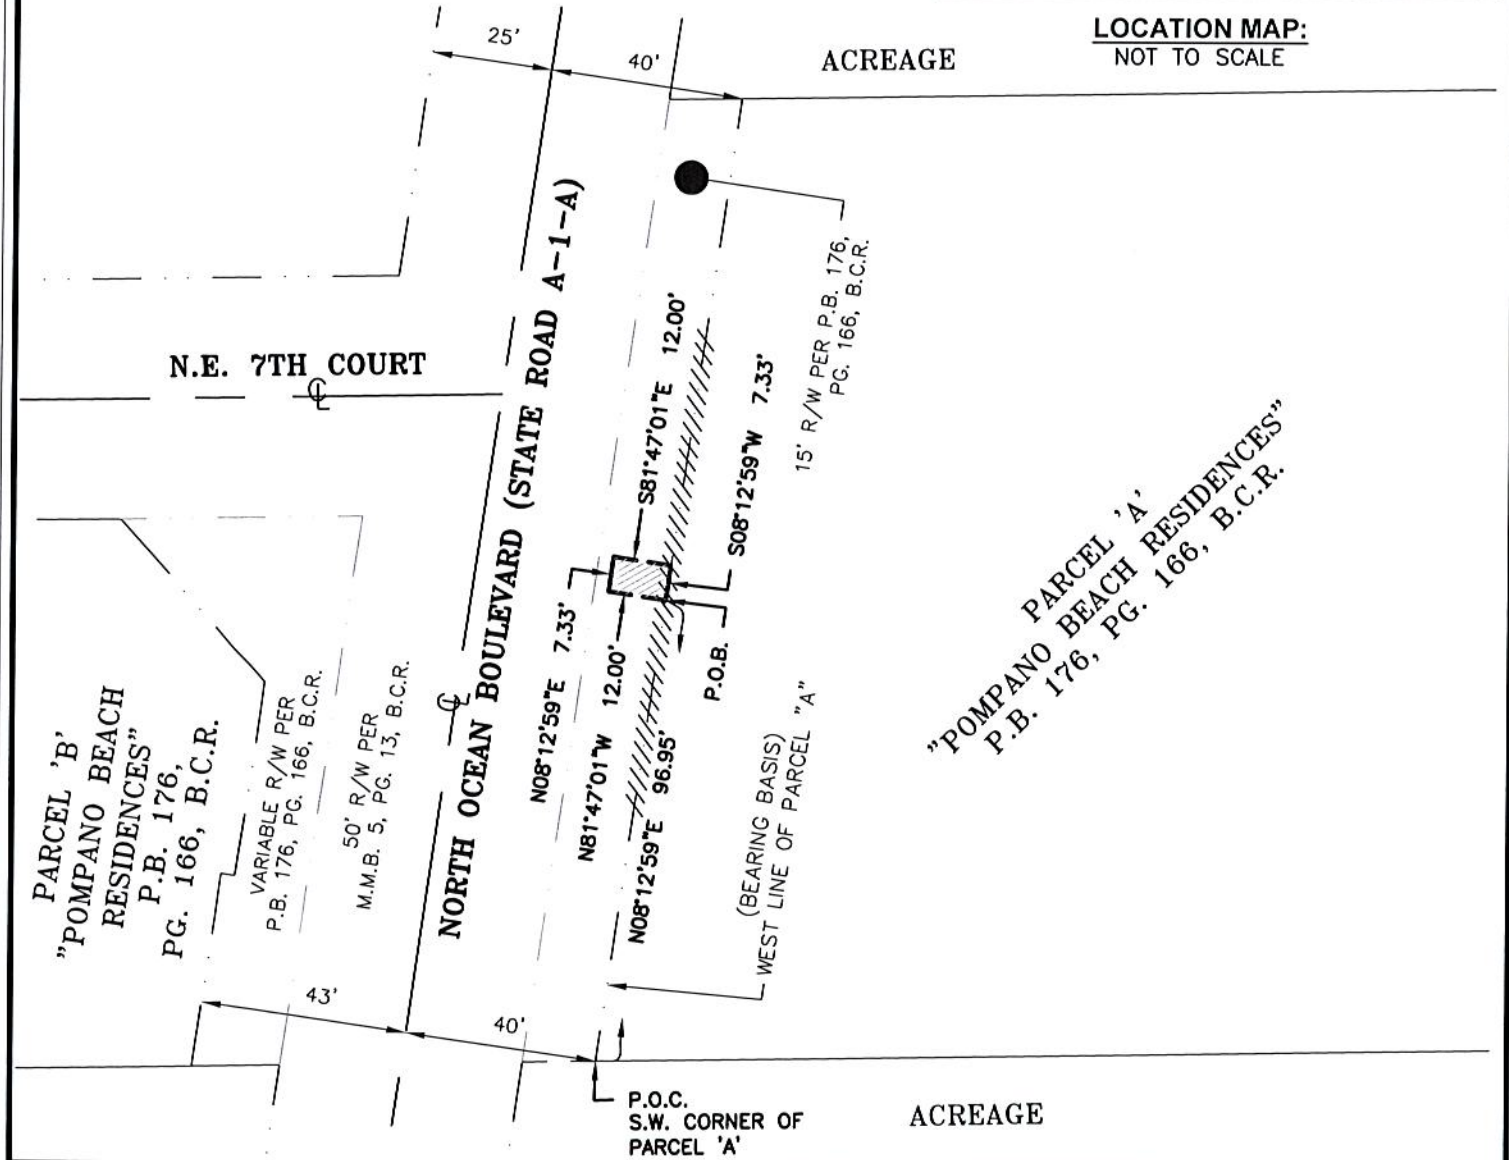 LOCATION MAP:
NOT TO SCALE
25'
40'
ACREAGE
N.E. 7TH COURT
℄
NORTH OCEAN BOULEVARD (STATE ROAD A-1-A)
℄
S81°47'01"E 12.00'
S08°12'59"W 7.33'
15' R/W PER P.B. 176,
PG. 166, B.C.R.
N08°12'59"E 7.33'
N81°47'01"W 12.00'
P.O.B.
N08°12'59"E 96.95'
(BEARING BASIS)
WEST LINE OF PARCEL "A"
PARCEL 'A'
"POMPANO BEACH RESIDENCES"
P.B. 176, PG. 166, B.C.R.
PARCEL 'B'
"POMPANO BEACH
RESIDENCES"
P.B. 176,
PG. 166, B.C.R.
VARIABLE R/W PER
P.B. 176, PG. 166, B.C.R.
50' R/W PER
M.M.B. 5, PG. 13, B.C.R.
43'
40'
P.O.C.
S.W. CORNER OF
PARCEL 'A'
ACREAGE